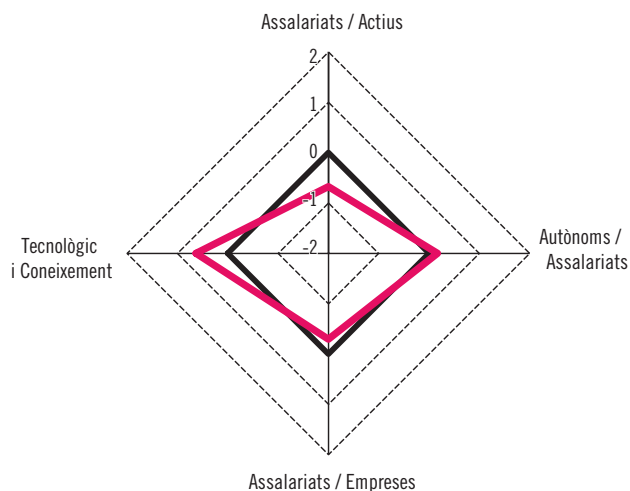 Assalariats / Actius
2
1
0
-1
-2
Tecnològic
i Coneixement
Autònoms /
Assalariats
Assalariats / Empreses